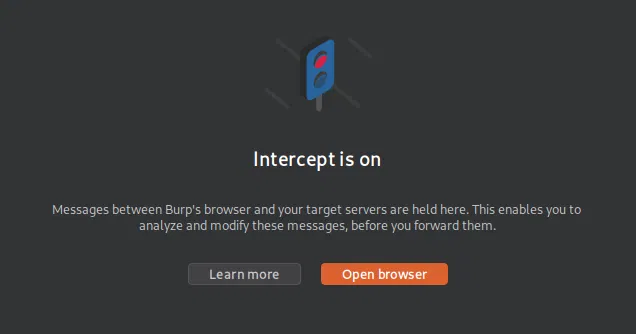 Intercept is on
Messages between Burp's browser and your target servers are held here. This enables you to
analyze and modify these messages, before you forward them.
Learn more
Open browser